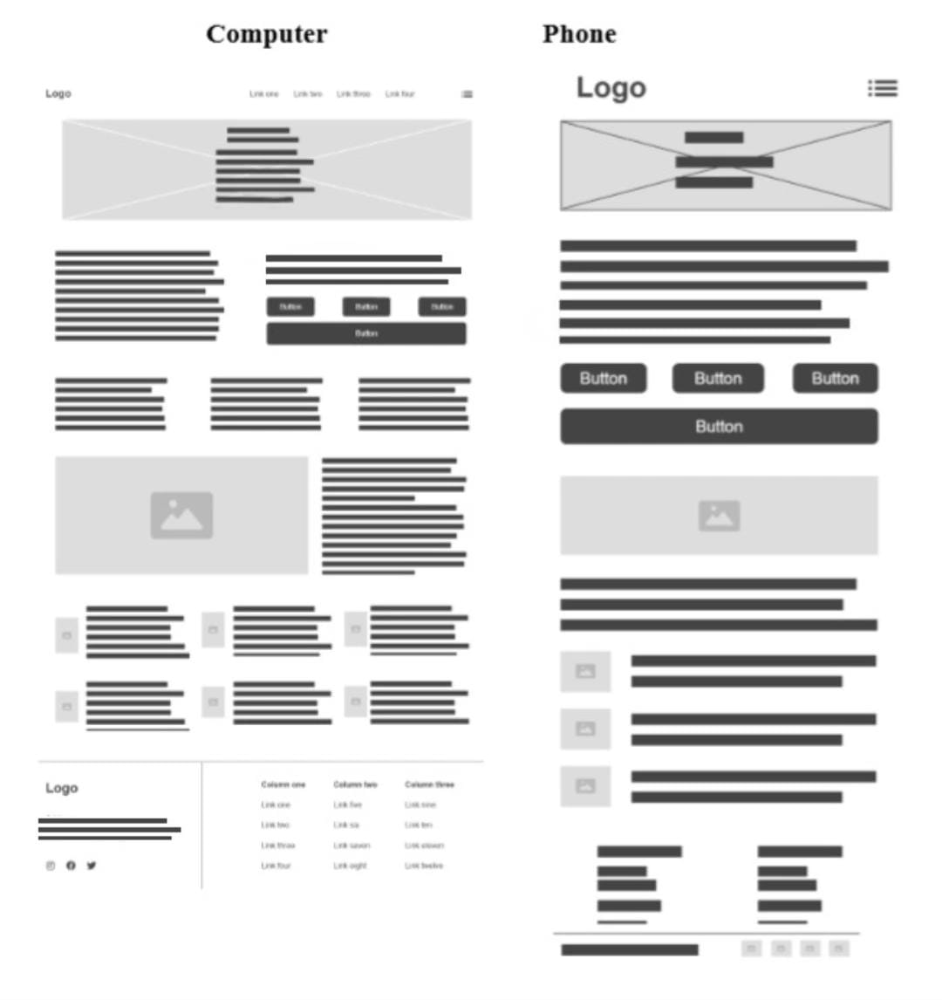 Computer
Phone
Logo
Link one Link two Link three Link four
Button Button Button
Button
Logo
Column one Column two Column three
Link one Link five Link nine
Link two Link six Link ten
Link three Link seven Link eleven
Link four Link eight Link twelve
Logo
Button Button Button
Button